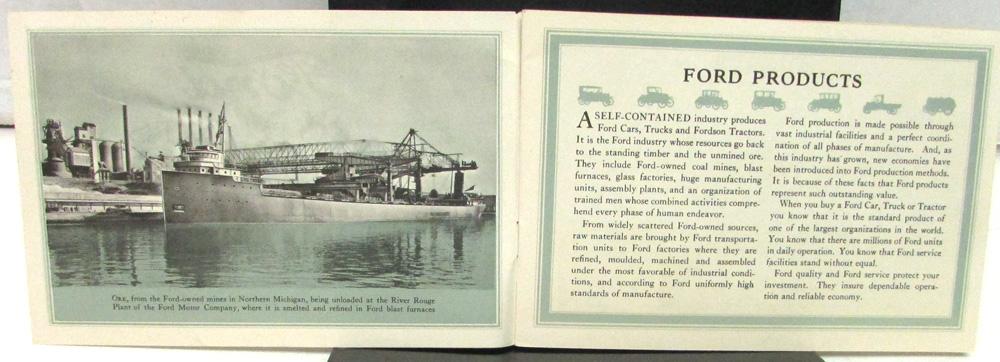 ORE, from the Ford-owned mines in Northern Michigan, being unloaded at the River Rouge
Plant of the Ford Motor Company, where it is smelted and refined in Ford blast furnaces
FORD PRODUCTS
A SELF-CONTAINED industry produces
Ford Cars, Trucks and Fordson Tractors.
It is the Ford industry whose resources go back
to the standing timber and the unmined ore.
They include Ford-owned coal mines, blast
furnaces, glass factories, huge manufacturing
units, assembly plants, and an organization of
trained men whose combined activities compre-
hend every phase of human endeavor.
From widely scattered Ford-owned sources,
raw materials are brought by Ford transporta-
tion units to Ford factories where they are
refined, moulded, machined and assembled
under the most favorable of industrial condi-
tions, and according to Ford uniformly high
standards of manufacture.
Ford production is made possible through
vast industrial facilities and a perfect coordi-
nation of all phases of manufacture. And, as
this industry has grown, new economies have
been introduced into Ford production methods.
It is because of these facts that Ford products
represent such outstanding value.
When you buy a Ford Car, Truck or Tractor
you know that it is the standard product of
one of the largest organizations in the world.
You know that there are millions of Ford units
in daily operation. You know that Ford service
facilities stand without equal.
Ford quality and Ford service protect your
investment. They insure dependable opera-
tion and reliable economy.